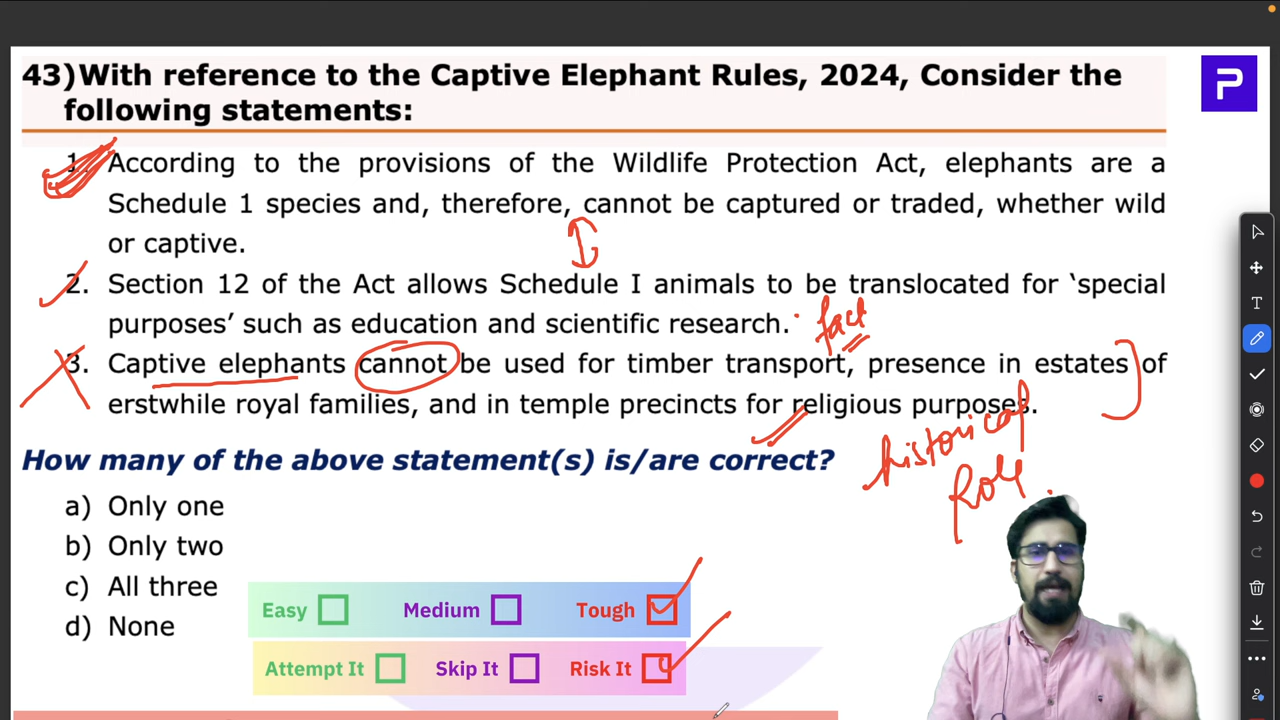 43)With reference to the Captive Elephant Rules, 2024, Consider the
following statements:
P
1. According to the provisions of the Wildlife Protection Act, elephants are a
Schedule 1 species and, therefore, cannot be captured or traded, whether wild
or captive.
2. Section 12 of the Act allows Schedule I animals to be translocated for ‘special
purposes’ such as education and scientific research.
fact
3. Captive elephants cannot be used for timber transport, presence in estates of
erstwhile royal families, and in temple precincts for religious purposes.
historical
Role
How many of the above statement(s) is/are correct?
a) Only one
b) Only two
c) All three
d) None
Easy Medium Tough
Attempt It Skip It Risk It
T